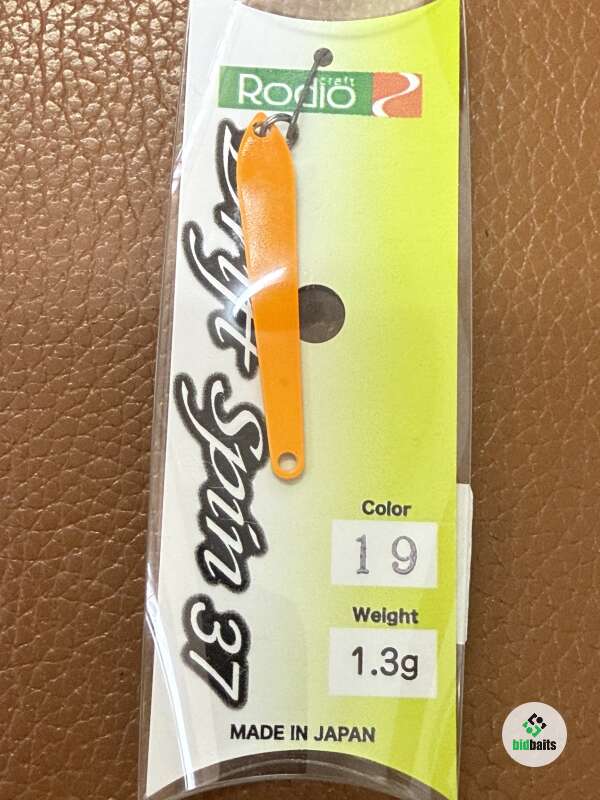 Rodio craft
Drift Spin 37
Color
19
Weight
1.3g
MADE IN JAPAN
bidbaits